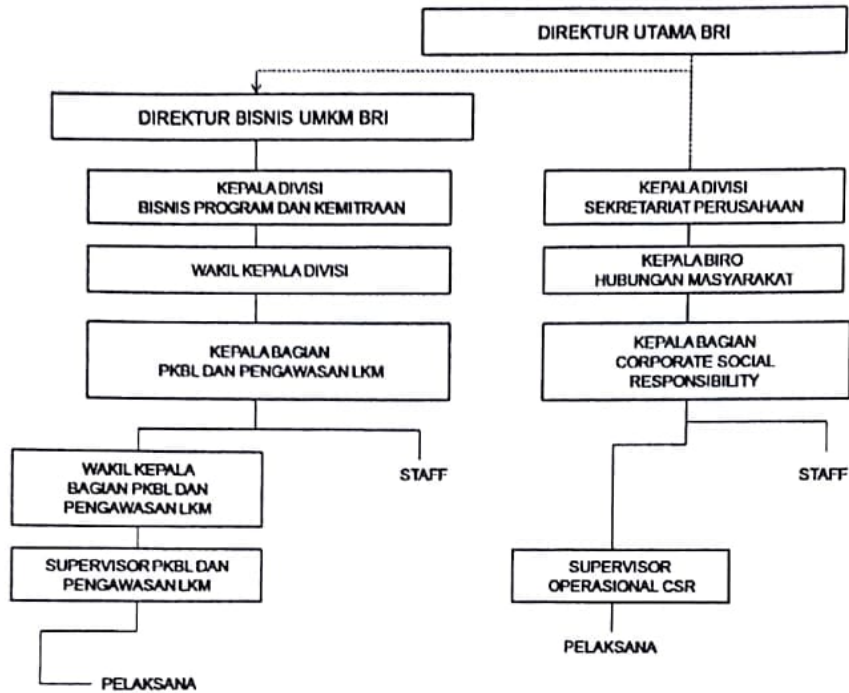 DIREKTUR UTAMA BRI
DIREKTUR BISNIS UMKM BRI
KEPALA DIVISI
BISNIS PROGRAM DAN KEMITRAAN
KEPALA DIVISI
SEKRETARIAT PERUSAHAAN
WAKIL KEPALA DIVISI
KEPALA BIRO
HUBUNGAN MASYARAKAT
KEPALA BAGIAN
PKBL DAN PENGAWASAN LKM
KEPALA BAGIAN
CORPORATE SOCIAL
RESPONSIBILITY
WAKIL KEPALA
BAGIAN PKBL DAN
PENGAWASAN LKM
STAFF
STAFF
SUPERVISOR PKBL DAN
PENGAWASAN LKM
SUPERVISOR
OPERASIONAL CSR
PELAKSANA
PELAKSANA